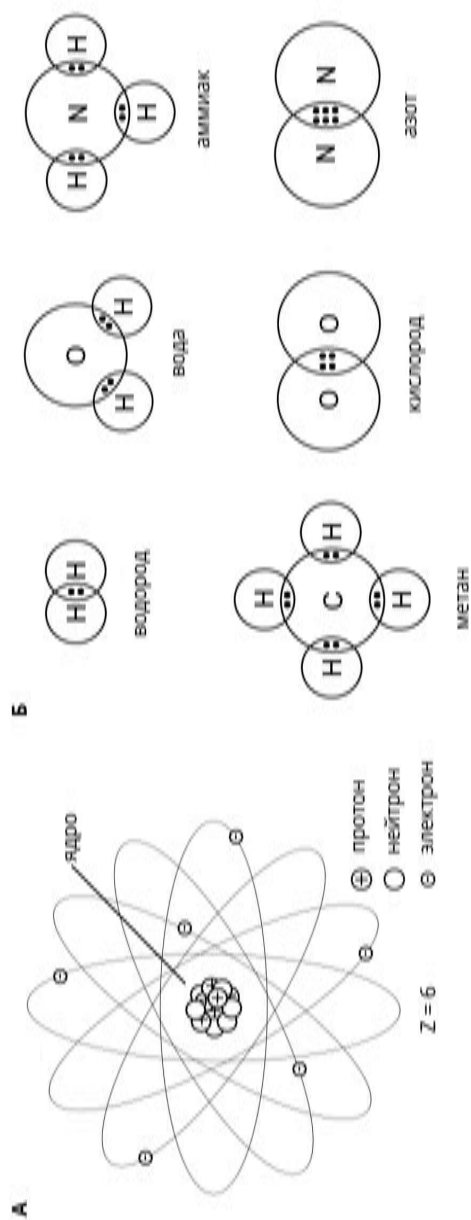 А
ядро
протон
нейтрон
электрон
Z = 6
Б
H H
водород
O
H H
вода
H N H
H
аммиак
H
H C H
H
метан
O O
кислород
N N
азот